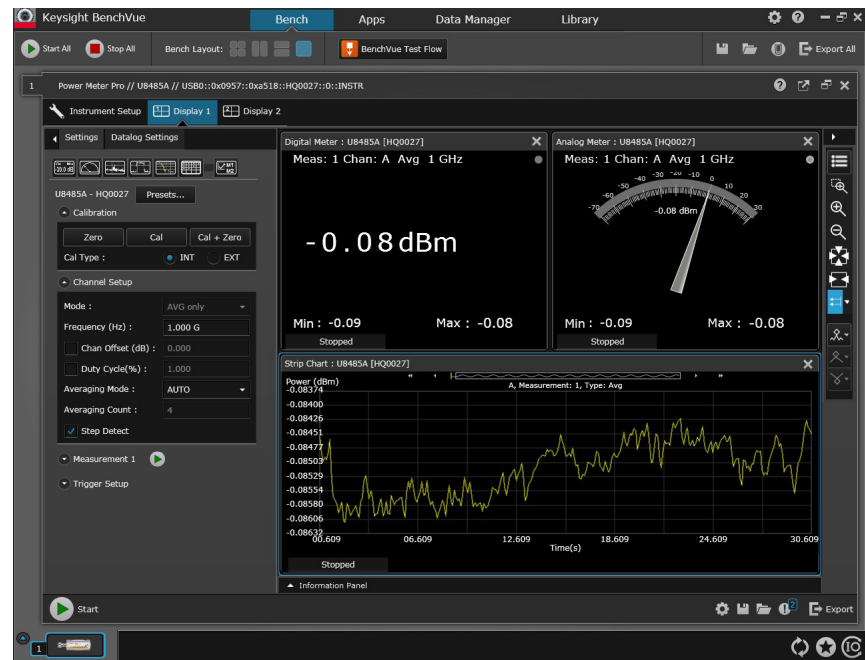 Keysight BenchVue
Bench Apps Data Manager Library
Start All Stop All Bench Layout: BenchVue Test Flow Export All
1 Power Meter Pro // U8485A // USB0::0x0957::0xa518::HQ0027::0::INSTR
Instrument Setup Display 1 Display 2
Settings Datalog Settings
U8485A - HQ0027 Presets...
Calibration
Zero Cal Cal + Zero
Cal Type : INT EXT
Channel Setup
Mode : AVG only
Frequency (Hz) : 1.000 G
Chan Offset (dB) : 0.000
Duty Cycle(%) : 1.000
Averaging Mode : AUTO
Averaging Count : 4
Step Detect
Measurement 1
Trigger Setup
Digital Meter : U8485A [HQ0027]
Meas: 1 Chan: A Avg 1 GHz
-0.08dBm
Min : -0.09 Max : -0.08
Stopped
Analog Meter : U8485A [HQ0027]
Meas: 1 Chan: A Avg 1 GHz
-70 -60 -50 -40 -30 -20 -10 0 10 20 30
-0.08 dBm
Min : -0.09 Max : -0.08
Stopped
Strip Chart : U8485A [HQ0027]
Power (dBm)
A, Measurement: 1, Type: Avg
-0.08374
-0.08400
-0.08426
-0.08451
-0.08477
-0.08503
-0.08529
-0.08554
-0.08580
-0.08606
-0.08632
00.609 06.609 12.609 18.609 24.609 30.609
Time(s)
Stopped
Information Panel
Start 2 Export
1